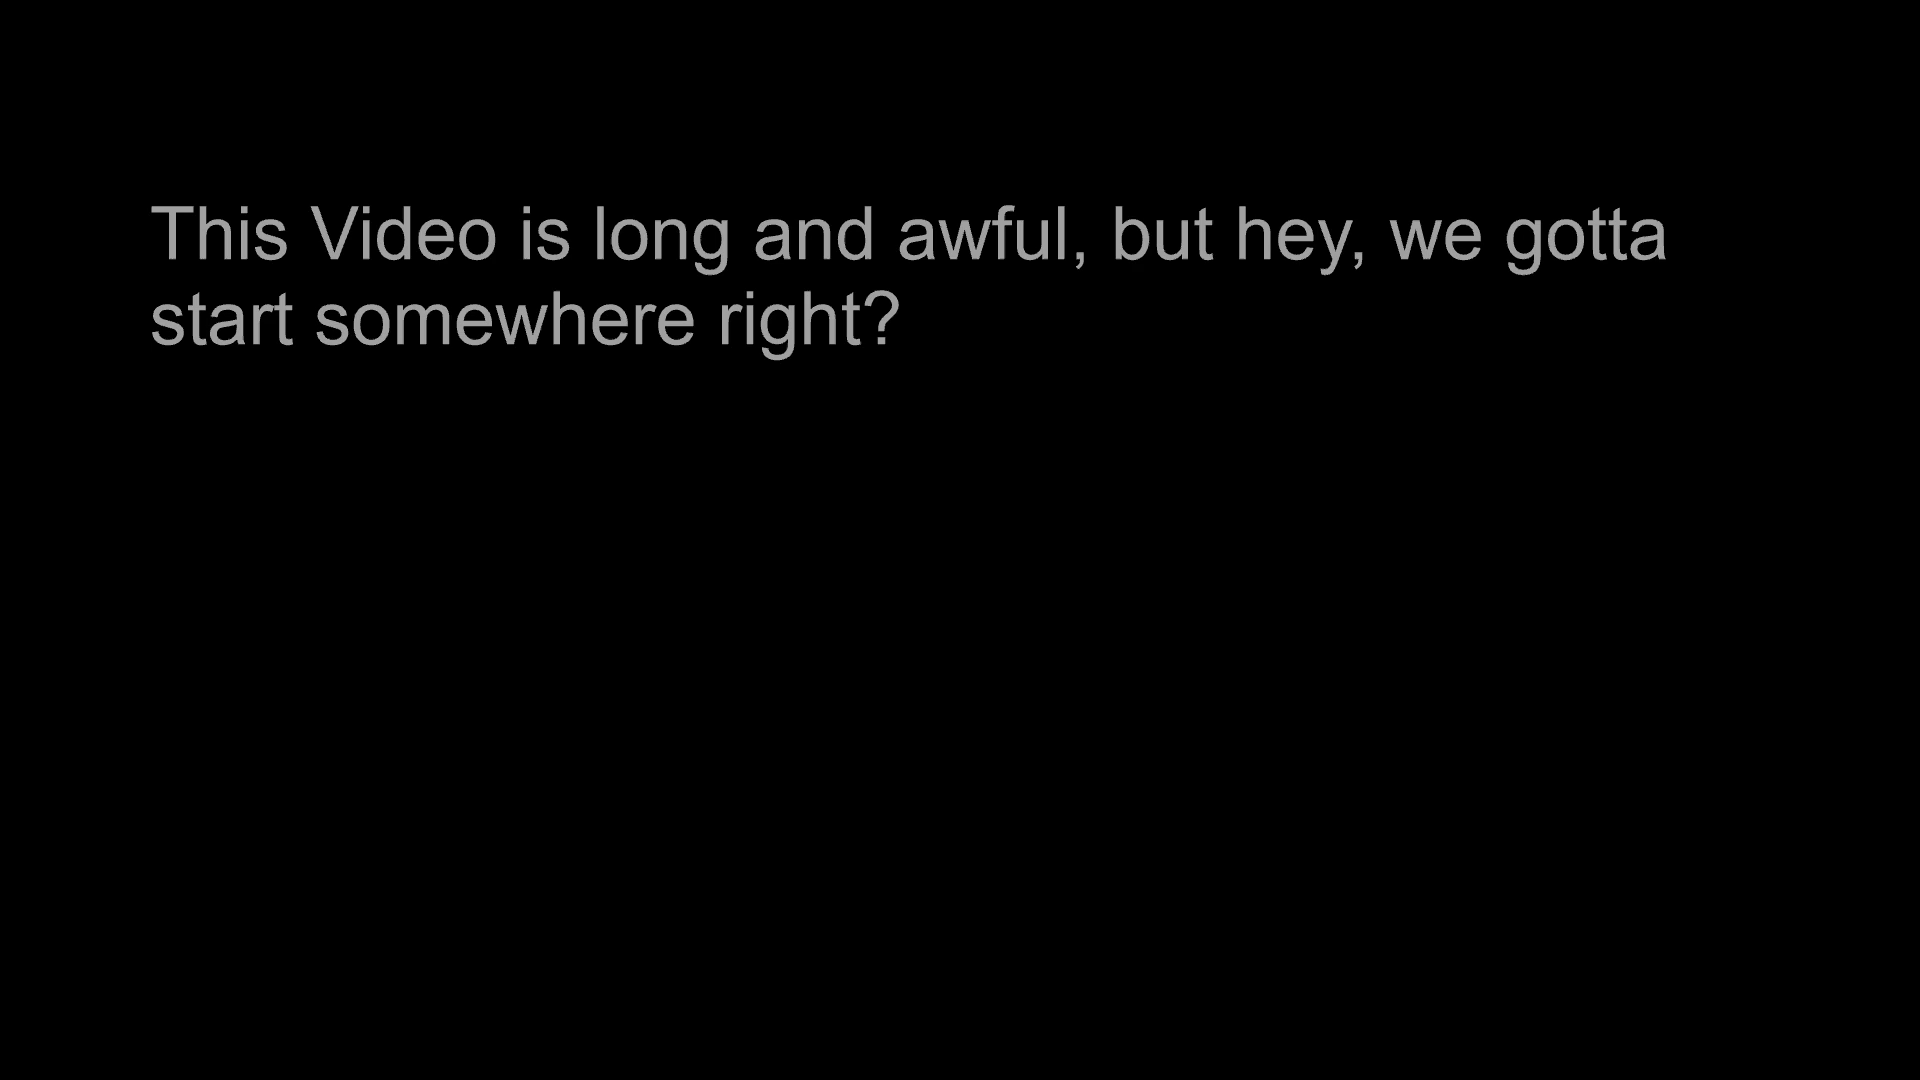 This Video is long and awful, but hey, we gotta
start somewhere right?